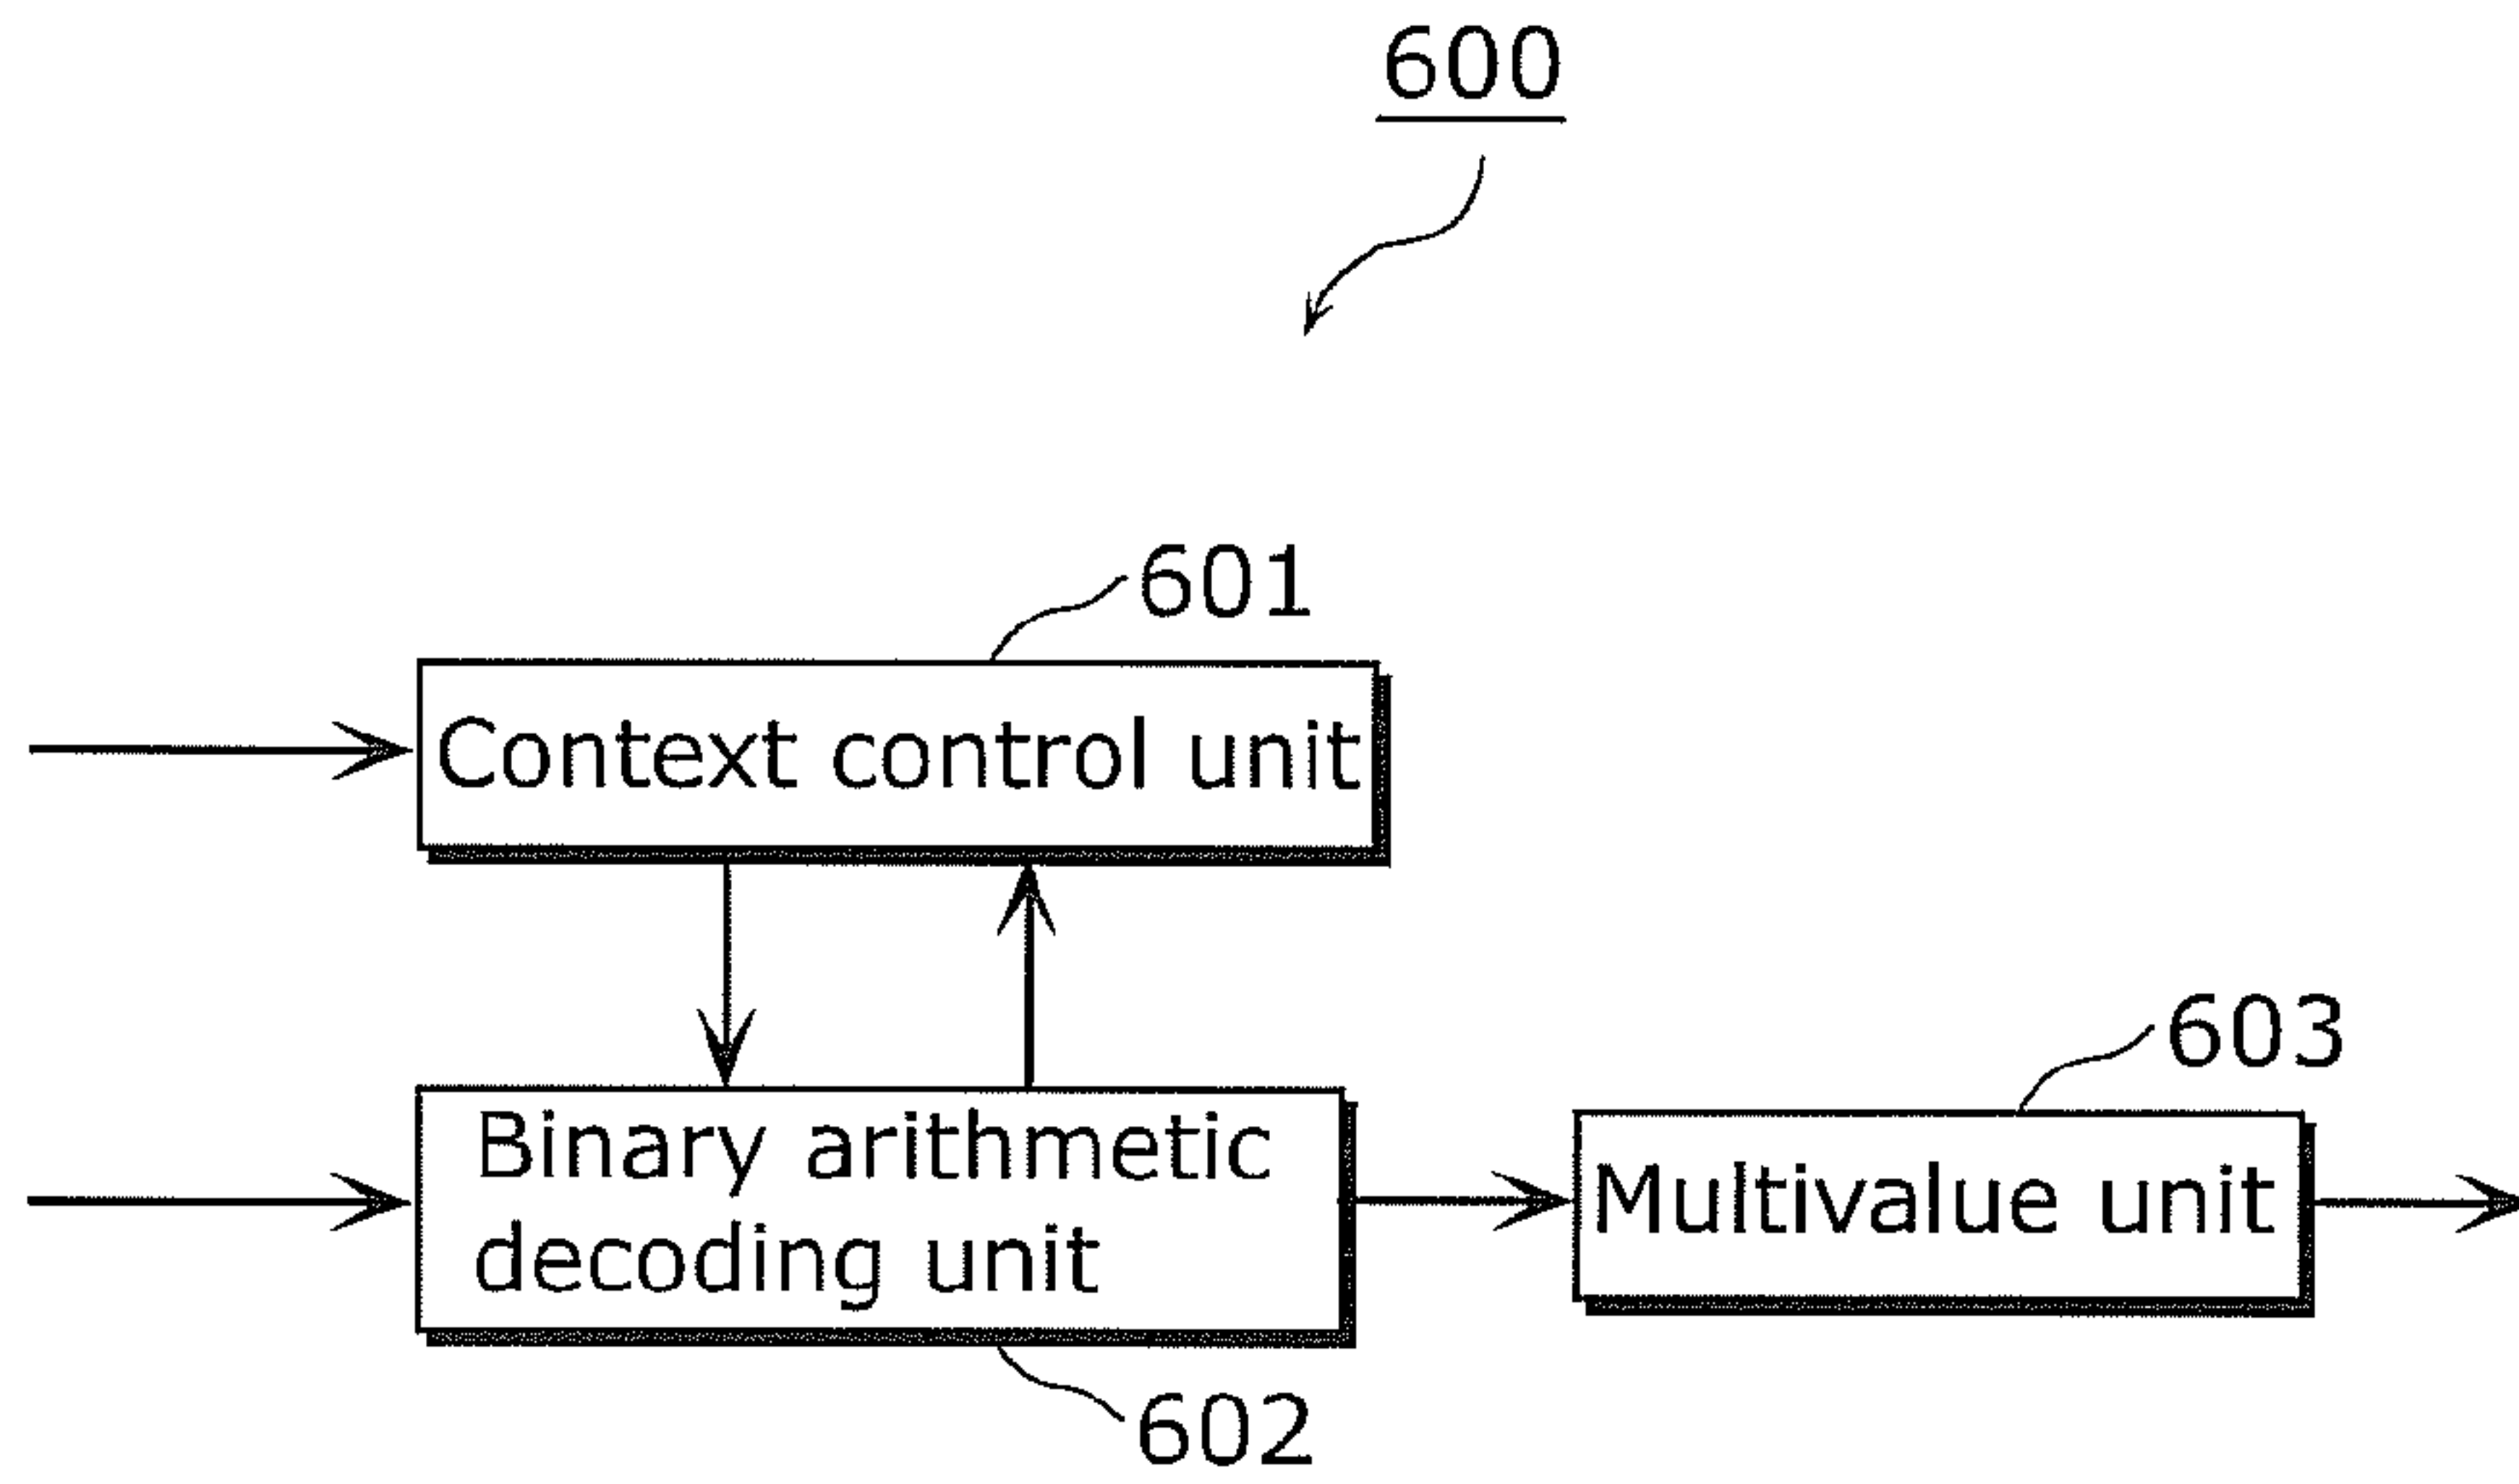 600
601
Context control unit
603
Binary arithmetic
decoding unit
Multivalue unit
602